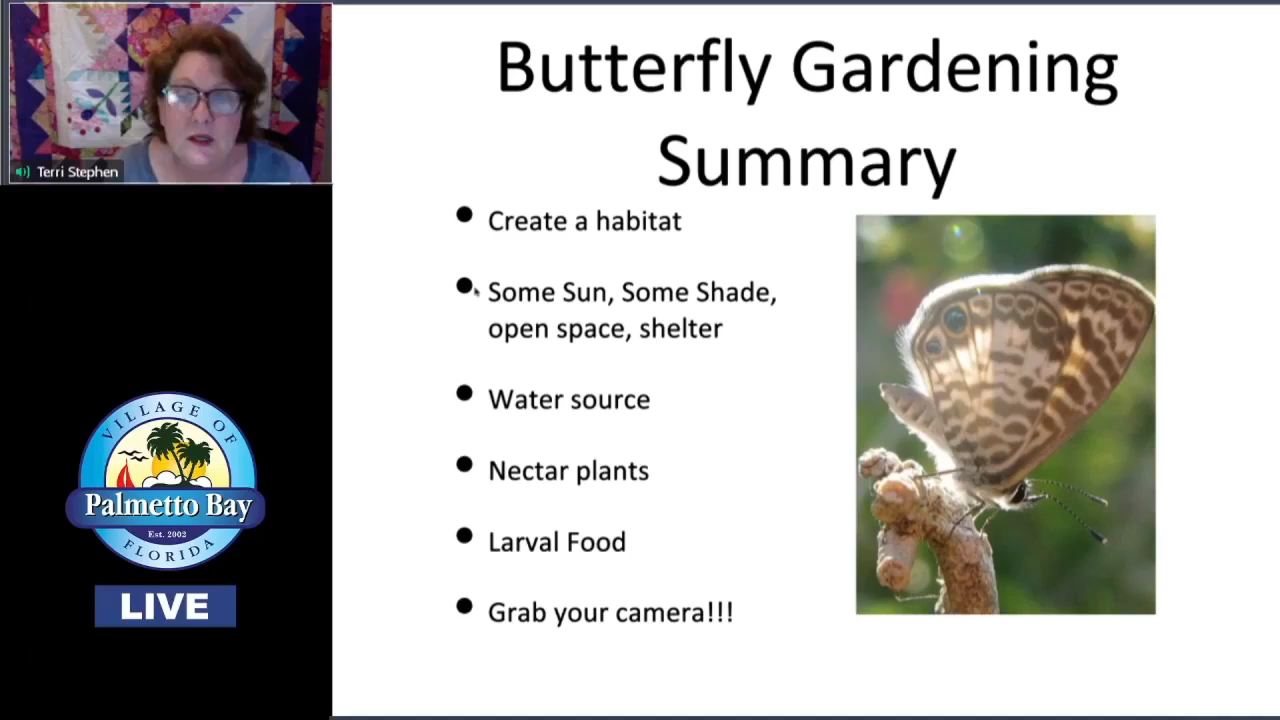 Terri Stephen
Butterfly Gardening
Summary
Create a habitat
Some Sun, Some Shade,
open space, shelter
Water source
Nectar plants
Larval Food
Grab your camera!!!
VILLAGE OF
Palmetto Bay
Est. 2002
FLORIDA
LIVE